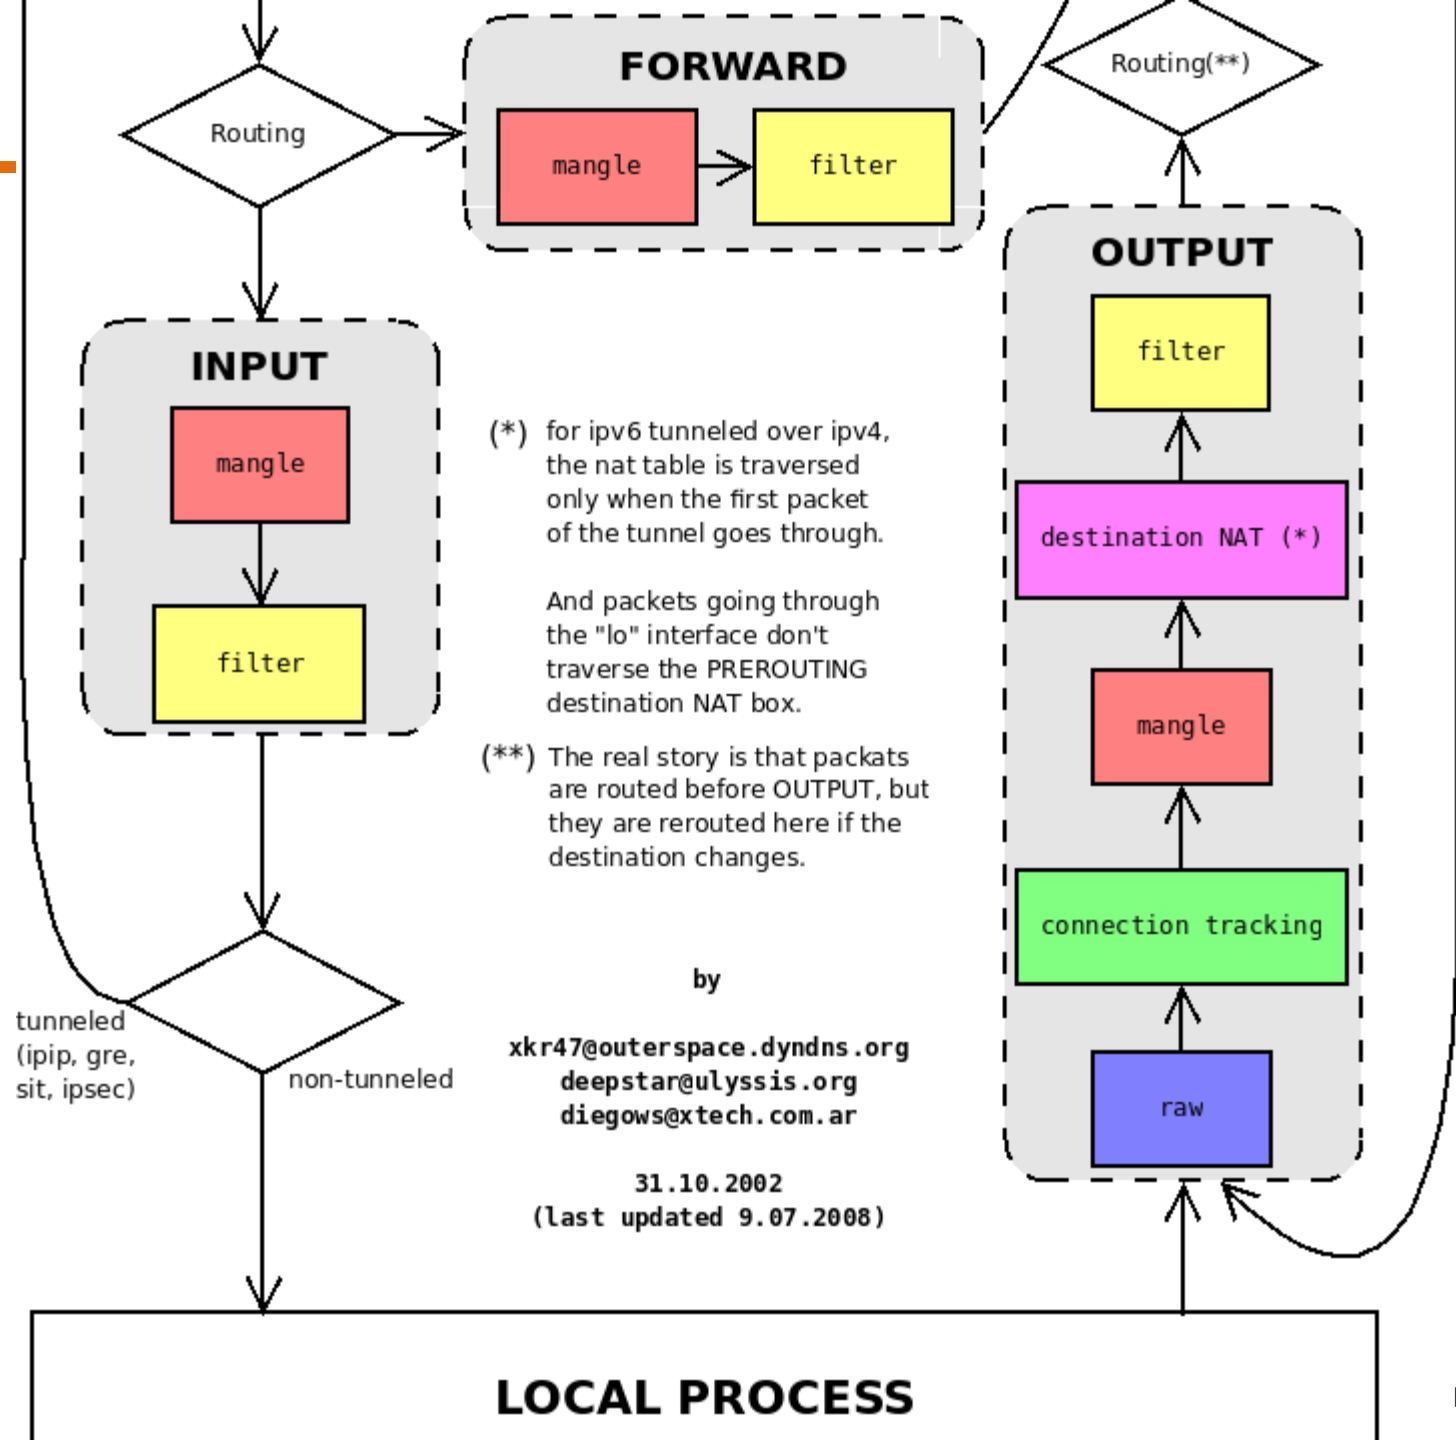 FORWARD
Routing(**)
Routing
mangle
filter
OUTPUT
filter
INPUT
mangle
(*) for ipv6 tunneled over ipv4,
the nat table is traversed
only when the first packet
of the tunnel goes through.
destination NAT (*)
And packets going through
the "lo" interface don't
traverse the PREROUTING
destination NAT box.
filter
mangle
(**) The real story is that packats
are routed before OUTPUT, but
they are rerouted here if the
destination changes.
connection tracking
by
tunneled
(ipip, gre,
sit, ipsec)
non-tunneled
xkr47@outerspace.dyndns.org
deepstar@ulyssis.org
diegows@xtech.com.ar
raw
31.10.2002
(last updated 9.07.2008)
LOCAL PROCESS